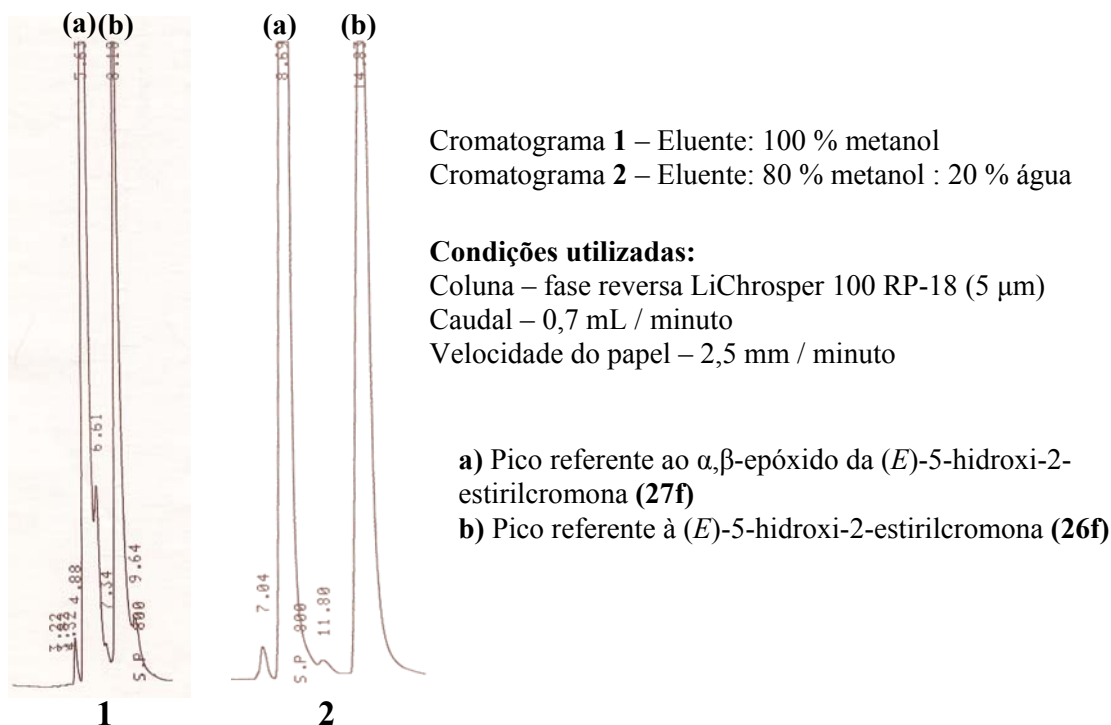 (a) (b)
5.63
8.10
6.61
4.88
7.34
9.64
S.P 800
1
(a) (b)
8.69
14.83
7.04
S.P 800
11.80
2
Cromatograma 1 – Eluente: 100 % metanol
Cromatograma 2 – Eluente: 80 % metanol : 20 % água
Condições utilizadas:
Coluna – fase reversa LiChrosper 100 RP-18 (5 μm)
Caudal – 0,7 mL / minuto
Velocidade do papel – 2,5 mm / minuto
a) Pico referente ao α,β-epóxido da (E)-5-hidroxi-2-
estirilcromona (27f)
b) Pico referente à (E)-5-hidroxi-2-estirilcromona (26f)